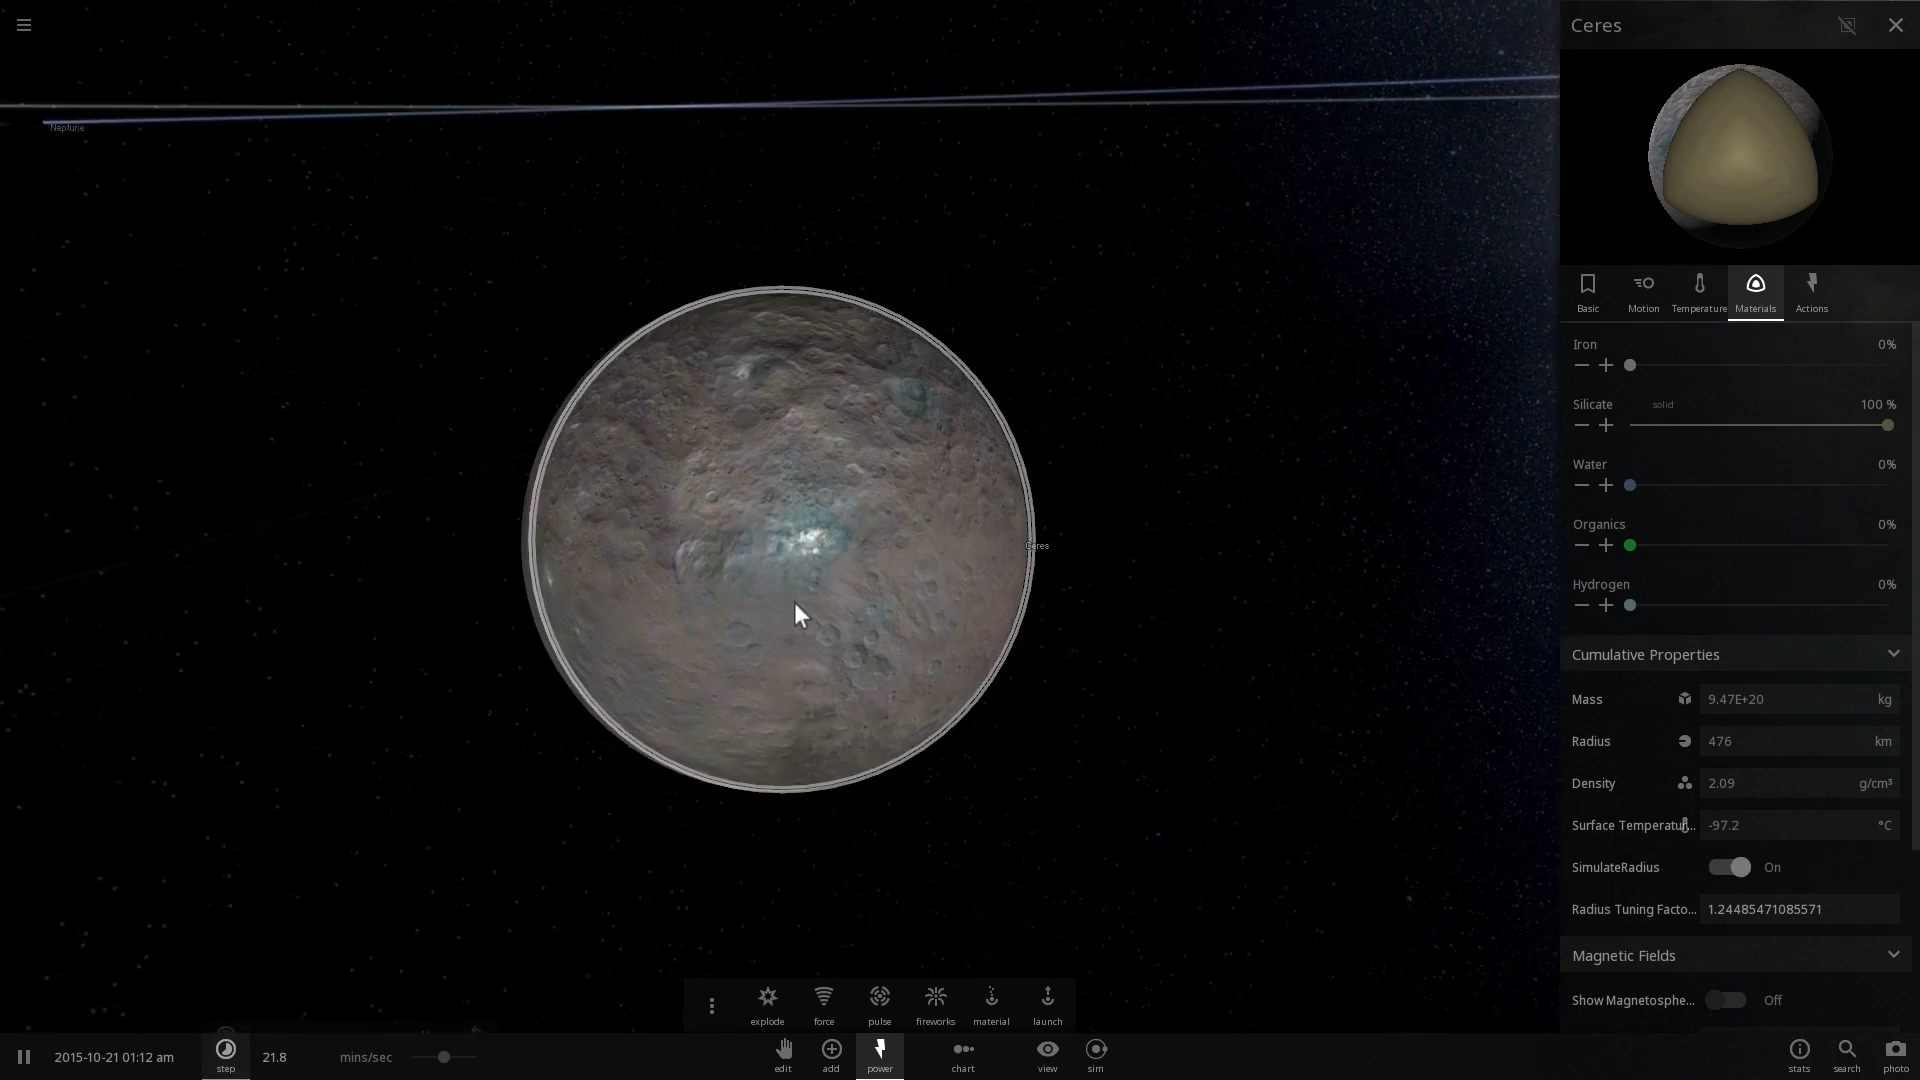 Ceres
Neptune
Ceres
Basic
Motion
Temperature
Materials
Actions
Iron 0%
Silicate solid 100 %
Water 0%
Organics 0%
Hydrogen 0%
Cumulative Properties
Mass 9.47E+20 kg
Radius 476 km
Density 2.09 g/cm³
Surface Temperatur... -97.2 °C
SimulateRadius On
Radius Tuning Facto... 1.24485471085571
Magnetic Fields
Show Magnetosphe... Off
explode force pulse fireworks material launch
2015-10-21 01:12 am step 21.8 mins/sec edit add power chart view sim stats search photo